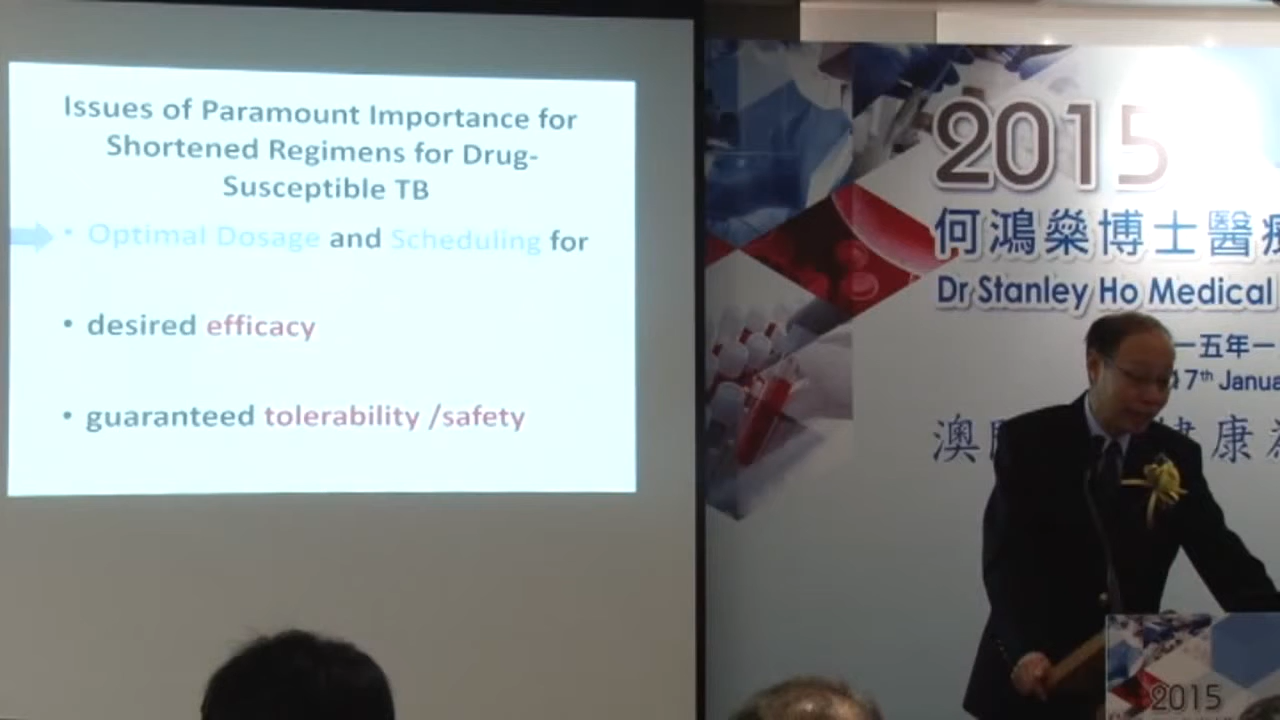 Issues of Paramount Importance for
Shortened Regimens for Drug-
Susceptible TB
• Optimal Dosage and Scheduling for
• desired efficacy
• guaranteed tolerability /safety
2015
何鴻燊博士醫療
Dr Stanley Ho Medical
一五年一
17th Janua
澳 健康
2015